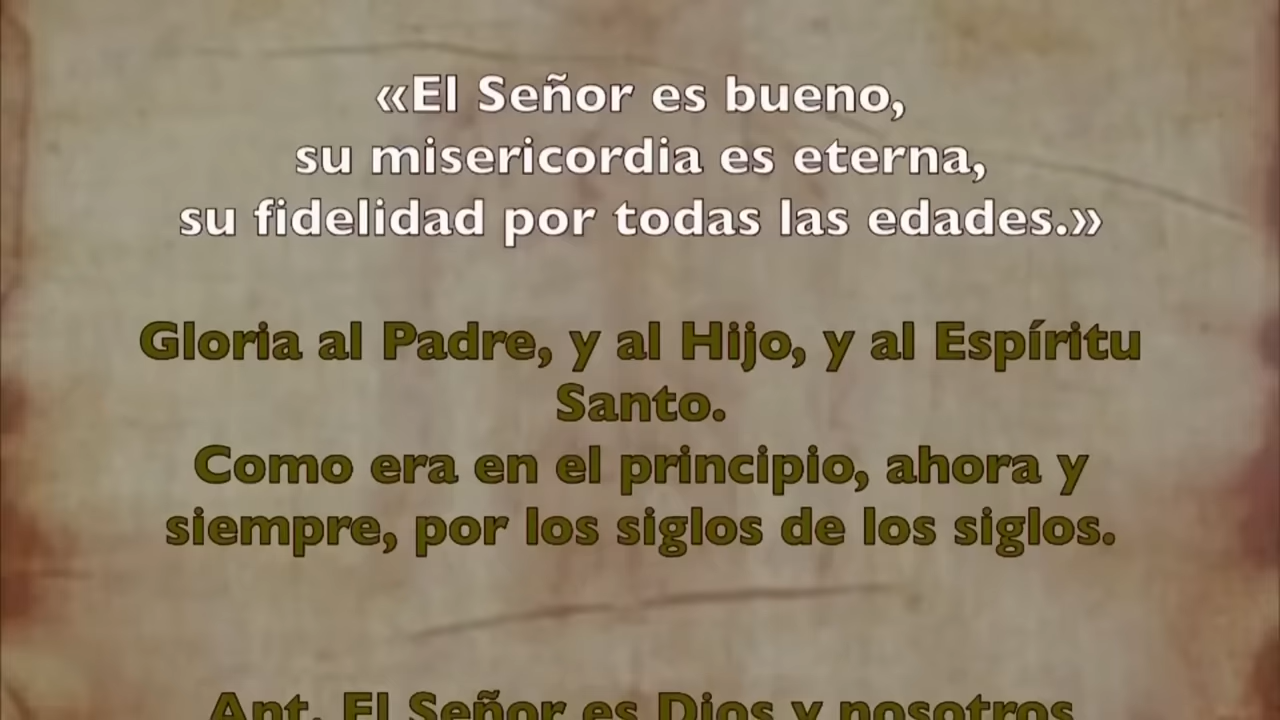 «El Señor es bueno,
su misericordia es eterna,
su fidelidad por todas las edades.»
Gloria al Padre, y al Hijo, y al Espíritu
Santo.
Como era en el principio, ahora y
siempre, por los siglos de los siglos.
Ant. El Señor es Dios y nosotros